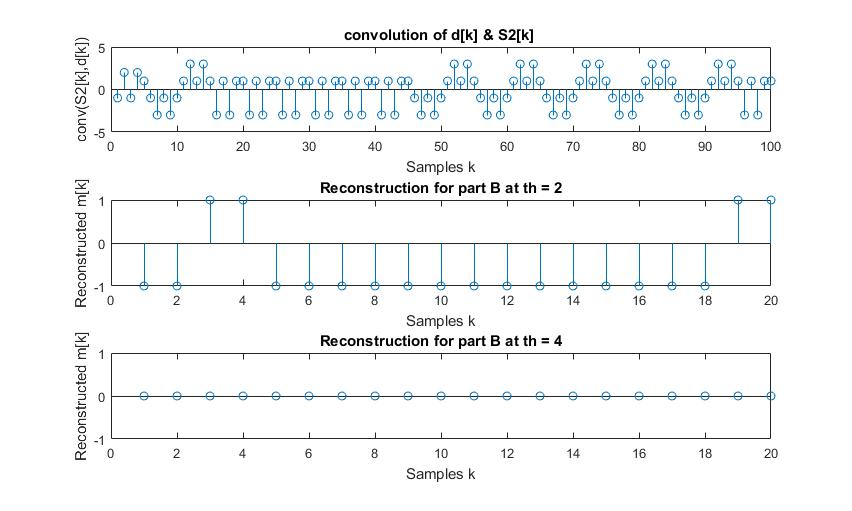 convolution of d[k] & S2[k]
conv(S2[k],d[k])
5
0
-5
0 10 20 30 40 50 60 70 80 90 100
Samples k
Reconstruction for part B at th = 2
Reconstructed m[k]
1
0
-1
0 2 4 6 8 10 12 14 16 18 20
Samples k
Reconstruction for part B at th = 4
Reconstructed m[k]
1
0
-1
0 2 4 6 8 10 12 14 16 18 20
Samples k